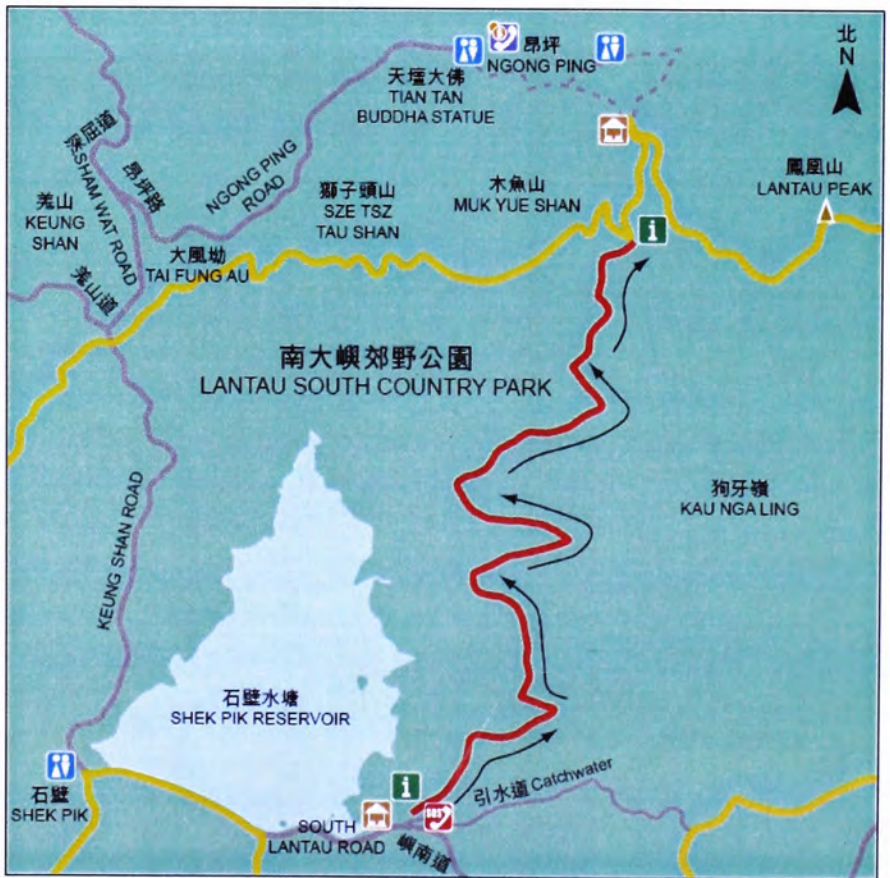 北
N
昂坪
NGONG PING
天壇大佛
TIAN TAN
BUDDHA STATUE
鳳凰山
LANTAU PEAK
深屈道
SHAM WAT ROAD
昂坪路
NGONG PING
ROAD
羗山
KEUNG
SHAN
獅子頭山
SZE TSZ
TAU SHAN
木魚山
MUK YUE SHAN
i
大風坳
TAI FUNG AU
羗山道
南大嶼郊野公園
LANTAU SOUTH COUNTRY PARK
狗牙嶺
KAU NGA LING
KEUNG SHAN ROAD
石壁水塘
SHEK PIK RESERVOIR
石壁
SHEK PIK
i
SOS
引水道 Catchwater
SOUTH
LANTAU ROAD
嶼南道